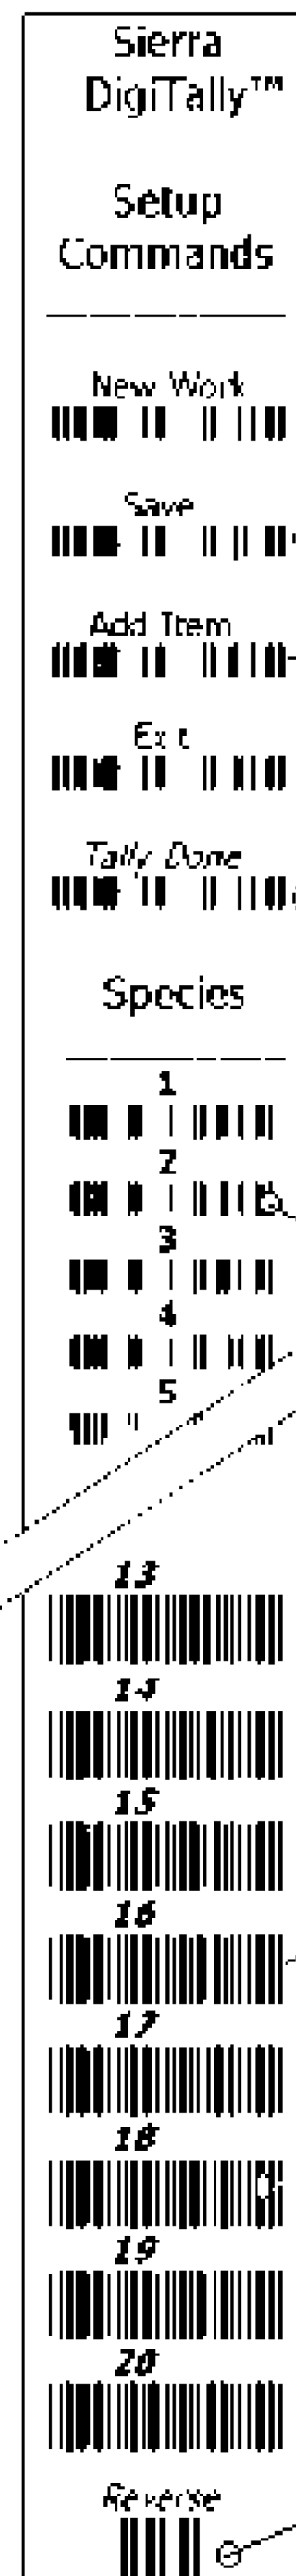 Sierra
DigiTally™
Setup
Commands
New Work
Save
Add Item
Exit
Tally Done
Species
1
2
3
4
5
13
14
15
16
17
18
19
20
Reverse